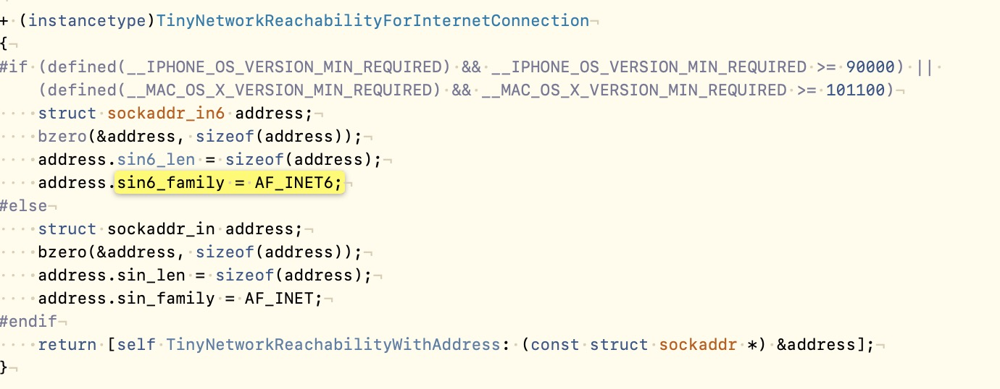 + (instancetype)TinyNetworkReachabilityForInternetConnection¬
{¬
#if·(defined(__IPHONE_OS_VERSION_MIN_REQUIRED)·&&·__IPHONE_OS_VERSION_MIN_REQUIRED·>=·90000)·||·
(defined(__MAC_OS_X_VERSION_MIN_REQUIRED)·&&·__MAC_OS_X_VERSION_MIN_REQUIRED·>=·101100)¬
····struct·sockaddr_in6·address;¬
····bzero(&address,·sizeof(address));¬
····address.sin6_len·=·sizeof(address);¬
····address.sin6_family·=·AF_INET6;¬
#else¬
····struct·sockaddr_in·address;¬
····bzero(&address,·sizeof(address));¬
····address.sin_len·=·sizeof(address);¬
····address.sin_family·=·AF_INET;¬
#endif¬
····return·[self·TinyNetworkReachabilityWithAddress:·(const·struct·sockaddr·*)·&address];¬
}¬